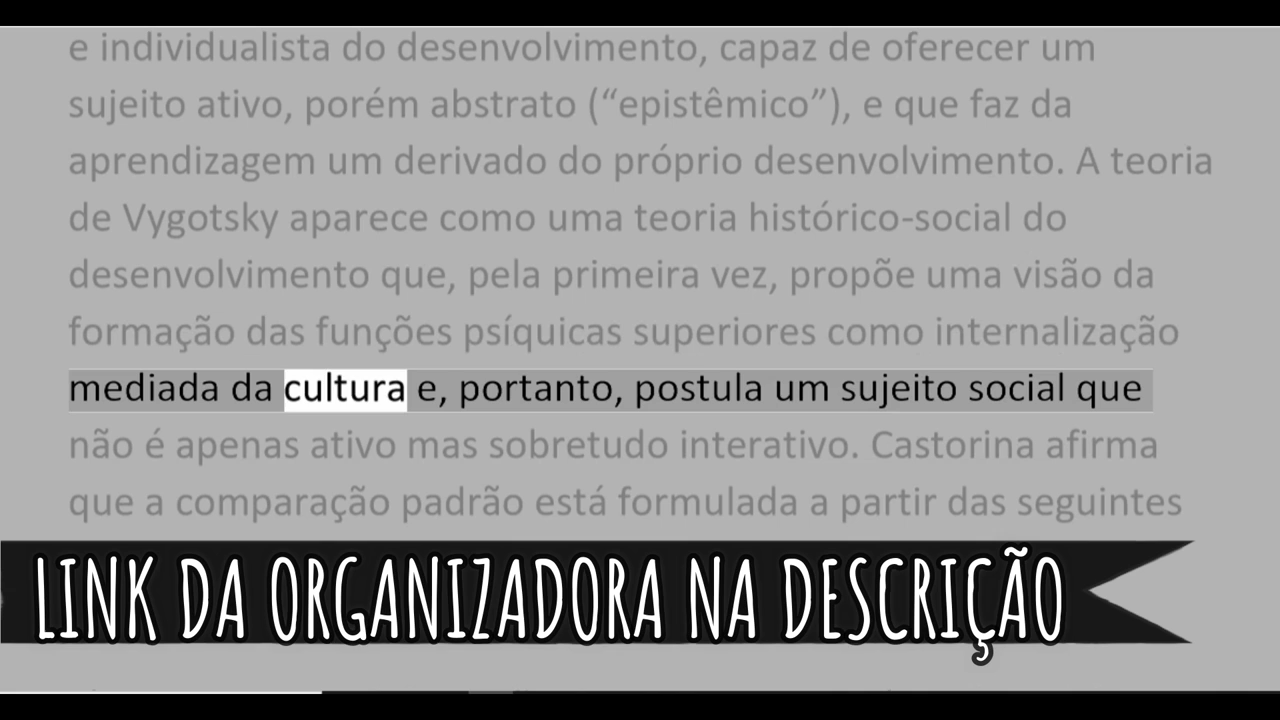 e individualista do desenvolvimento, capaz de oferecer um
sujeito ativo, porém abstrato (“epistêmico”), e que faz da
aprendizagem um derivado do próprio desenvolvimento. A teoria
de Vygotsky aparece como uma teoria histórico-social do
desenvolvimento que, pela primeira vez, propõe uma visão da
formação das funções psíquicas superiores como internalização
mediada da cultura e, portanto, postula um sujeito social que
não é apenas ativo mas sobretudo interativo. Castorina afirma
que a comparação padrão está formulada a partir das seguintes
LINK DA ORGANIZADORA NA DESCRIÇÃO